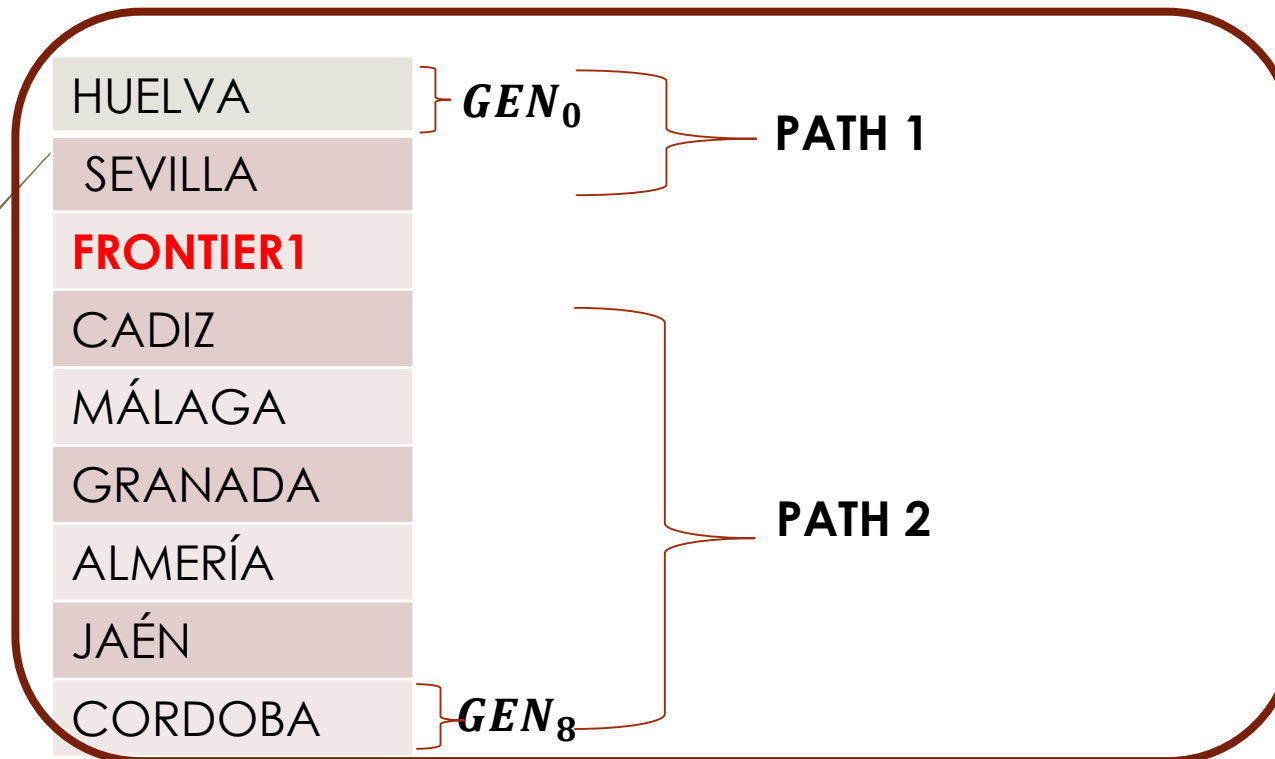 HUELVA
GEN₀
PATH 1
SEVILLA
FRONTIER1
CADIZ
MÁLAGA
GRANADA
PATH 2
ALMERÍA
JAÉN
CORDOBA
GEN₈